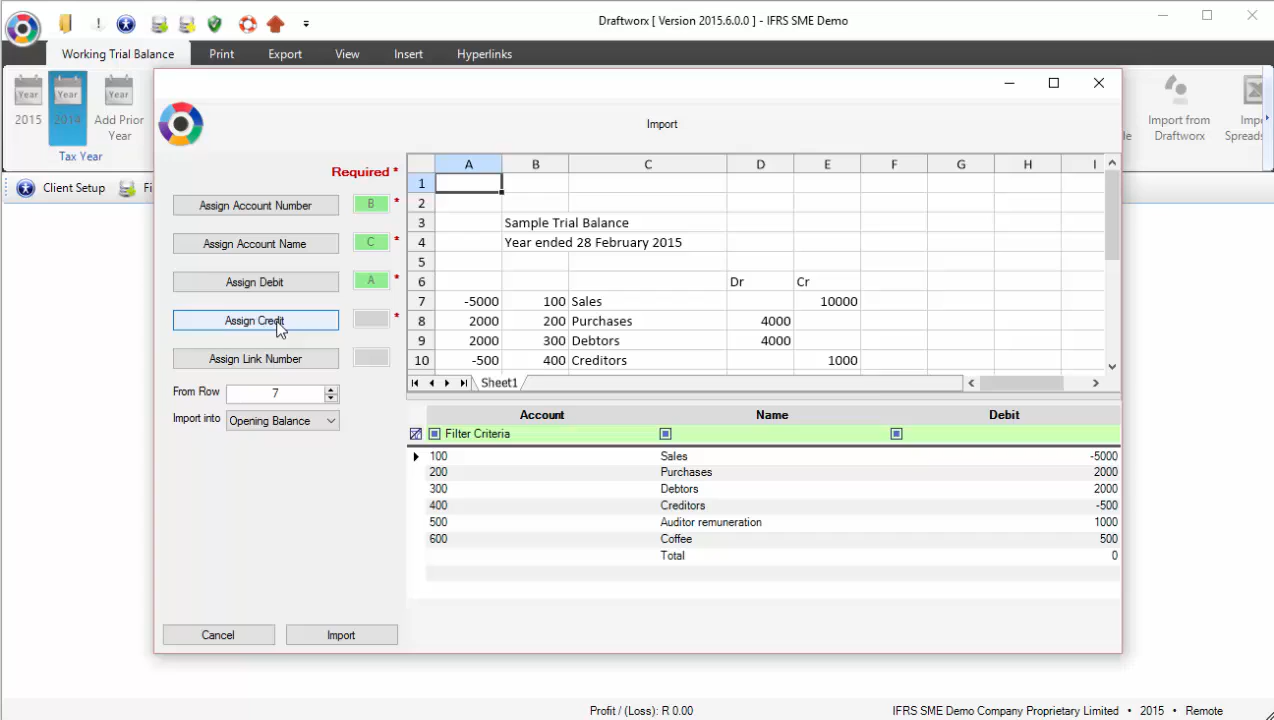 Draftworx [ Version 2015.6.0.0 ] - IFRS SME Demo
Working Trial Balance Print Export View Insert Hyperlinks
Year Year Year
2015 2014 Add Prior Year
Tax Year
Import from Draftworx
Client Setup
Import
Required *
Assign Account Number B *
Assign Account Name C *
Assign Debit A *
Assign Credit *
Assign Link Number
From Row 7
Import into Opening Balance
Cancel Import
A B C D E F G H I
1
2
3 Sample Trial Balance
4 Year ended 28 February 2015
5
6 Dr Cr
7 -5000 100 Sales 10000
8 2000 200 Purchases 4000
9 2000 300 Debtors 4000
10 -500 400 Creditors 1000
Sheet1
Account Name Debit
Filter Criteria
100 Sales -5000
200 Purchases 2000
300 Debtors 2000
400 Creditors -500
500 Auditor remuneration 1000
600 Coffee 500
Total 0
Profit / (Loss): R 0.00 IFRS SME Demo Company Proprietary Limited • 2015 • Remote